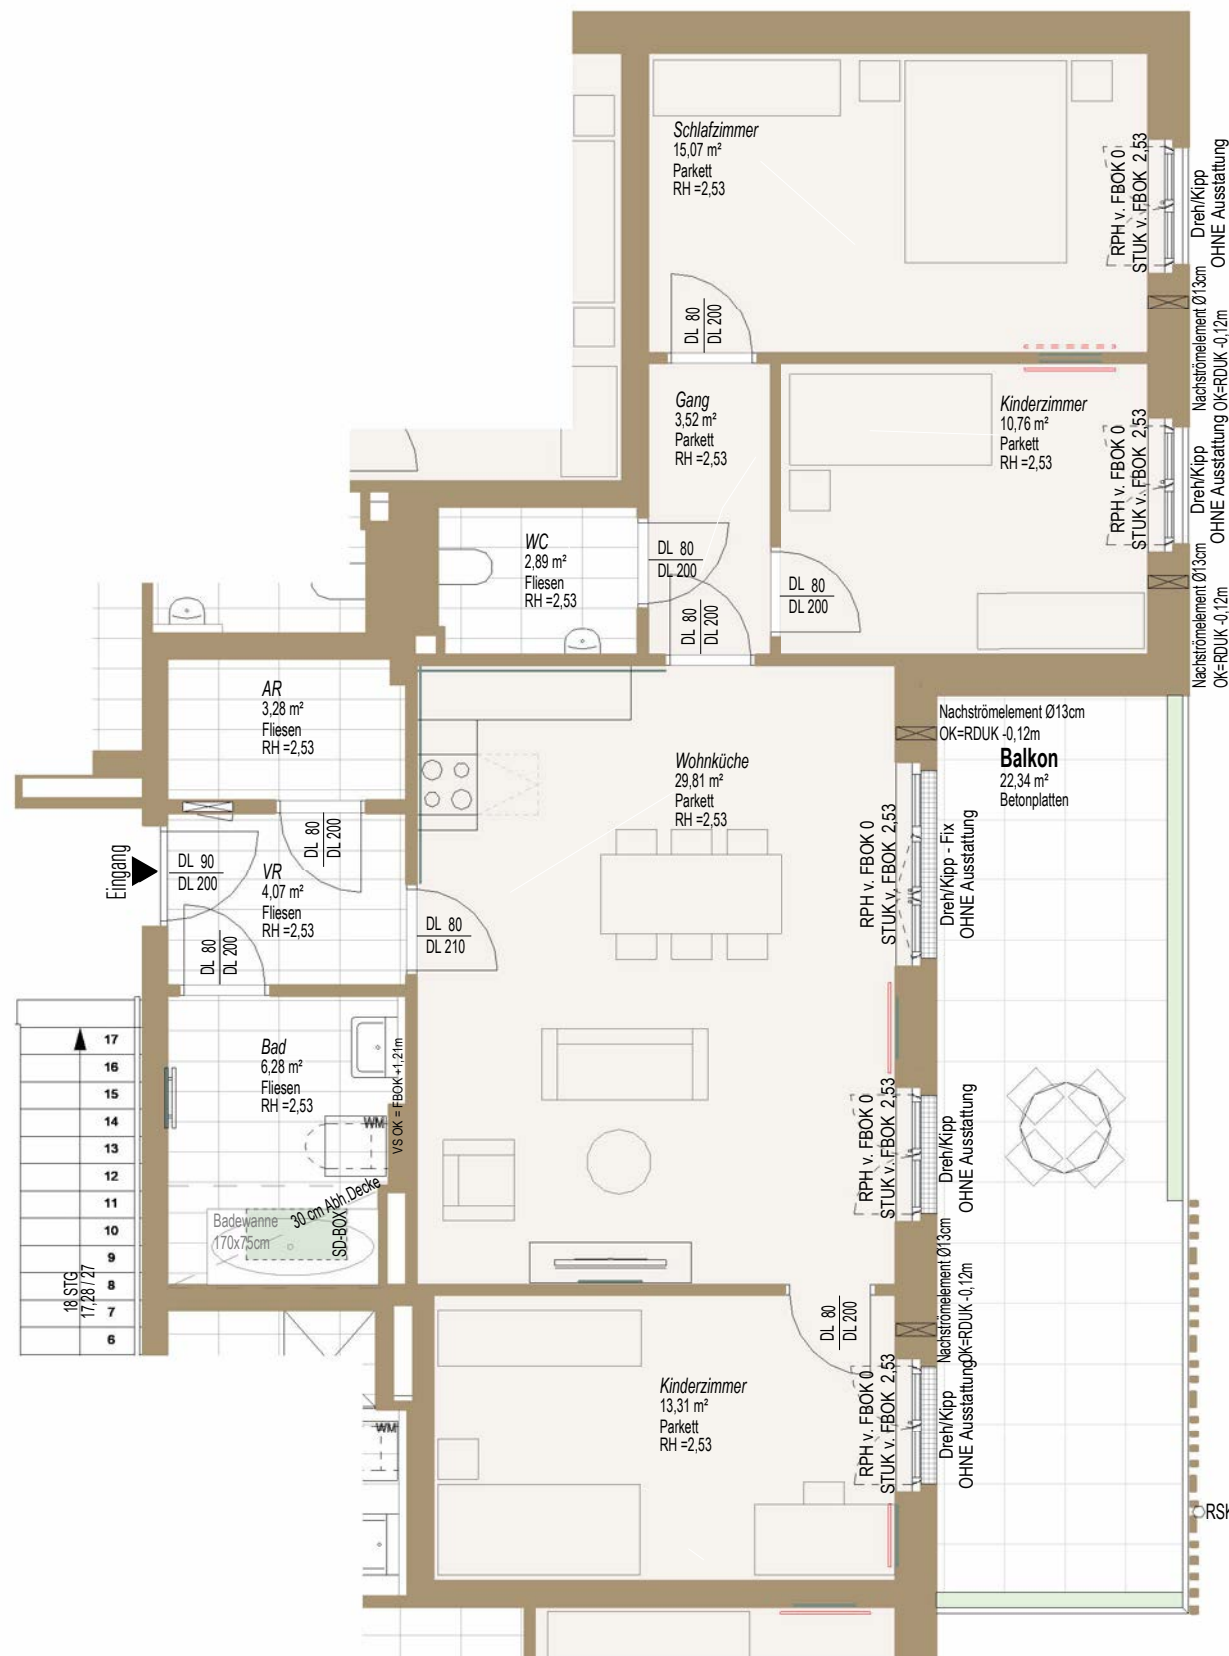 Schlafzimmer
15,07 m²
Parkett
RH =2,53
RPH v. FBOK 0
STUK v. FBOK 2,53
Dreh/Kipp
OHNE Ausstattung
Nachströmelement Ø13cm
OK=RDUK -0,12m
DL 80
DL 200
Gang
3,52 m²
Parkett
RH =2,53
Kinderzimmer
10,76 m²
Parkett
RH =2,53
RPH v. FBOK 0
STUK v. FBOK 2,53
Dreh/Kipp
OHNE Ausstattung
Nachströmelement Ø13cm
OK=RDUK -0,12m
WC
2,89 m²
Fliesen
RH =2,53
DL 80
DL 200
DL 80
DL 200
DL 80
DL 200
AR
3,28 m²
Fliesen
RH =2,53
Wohnküche
29,81 m²
Parkett
RH =2,53
Nachströmelement Ø13cm
OK=RDUK -0,12m
Balkon
22,34 m²
Betonplatten
RPH v. FBOK 0
STUK v. FBOK 2,53
Dreh/Kipp - Fix
OHNE Ausstattung
Eingang
DL 90
DL 200
DL 80
DL 200
VR
4,07 m²
Fliesen
RH =2,53
DL 80
DL 200
DL 80
DL 210
Bad
6,28 m²
Fliesen
RH =2,53
VS OK = FBOK +1,21m
WM
30 cm Abh.Decke
Badewanne
170x75cm
SD-BOX
17
16
15
14
13
12
11
10
9
8
7
6
18 STG
17,28 / 27
RPH v. FBOK 0
STUK v. FBOK 2,53
Dreh/Kipp
OHNE Ausstattung
Nachströmelement Ø13cm
OK=RDUK -0,12m
DL 80
DL 200
Kinderzimmer
13,31 m²
Parkett
RH =2,53
RPH v. FBOK 0
STUK v. FBOK 2,53
Dreh/Kipp
OHNE Ausstattung
WM